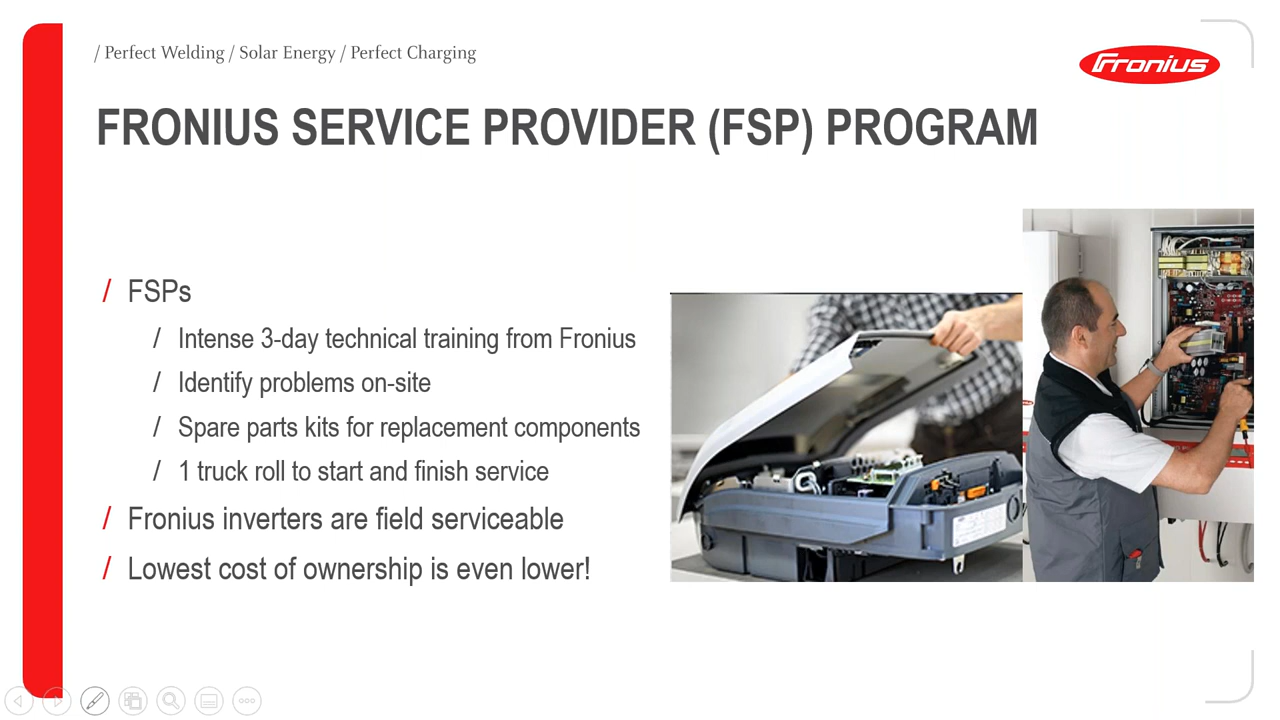 / Perfect Welding / Solar Energy / Perfect Charging
Fronius
FRONIUS SERVICE PROVIDER (FSP) PROGRAM
/ FSPs
/ Intense 3-day technical training from Fronius
/ Identify problems on-site
/ Spare parts kits for replacement components
/ 1 truck roll to start and finish service
/ Fronius inverters are field serviceable
/ Lowest cost of ownership is even lower!